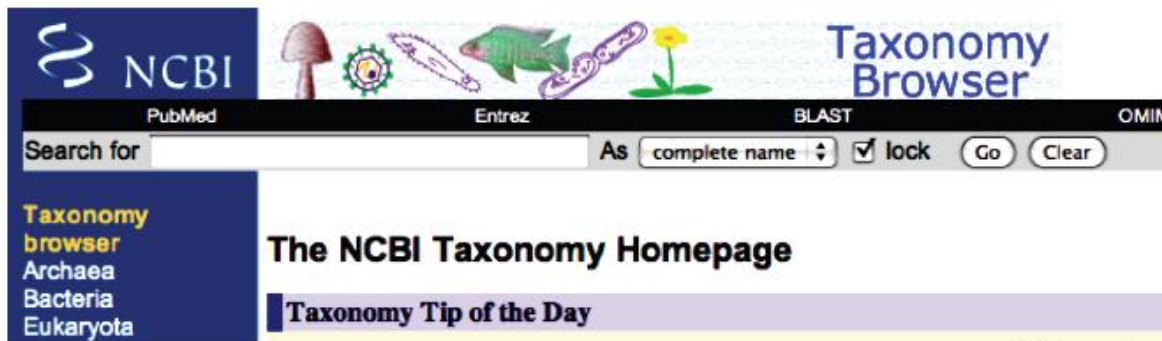 NCBI
Taxonomy
Browser
PubMed Entrez BLAST OMIM
Search for As complete name lock Go Clear
Taxonomy
browser
Archaea
Bacteria
Eukaryota
The NCBI Taxonomy Homepage
Taxonomy Tip of the Day